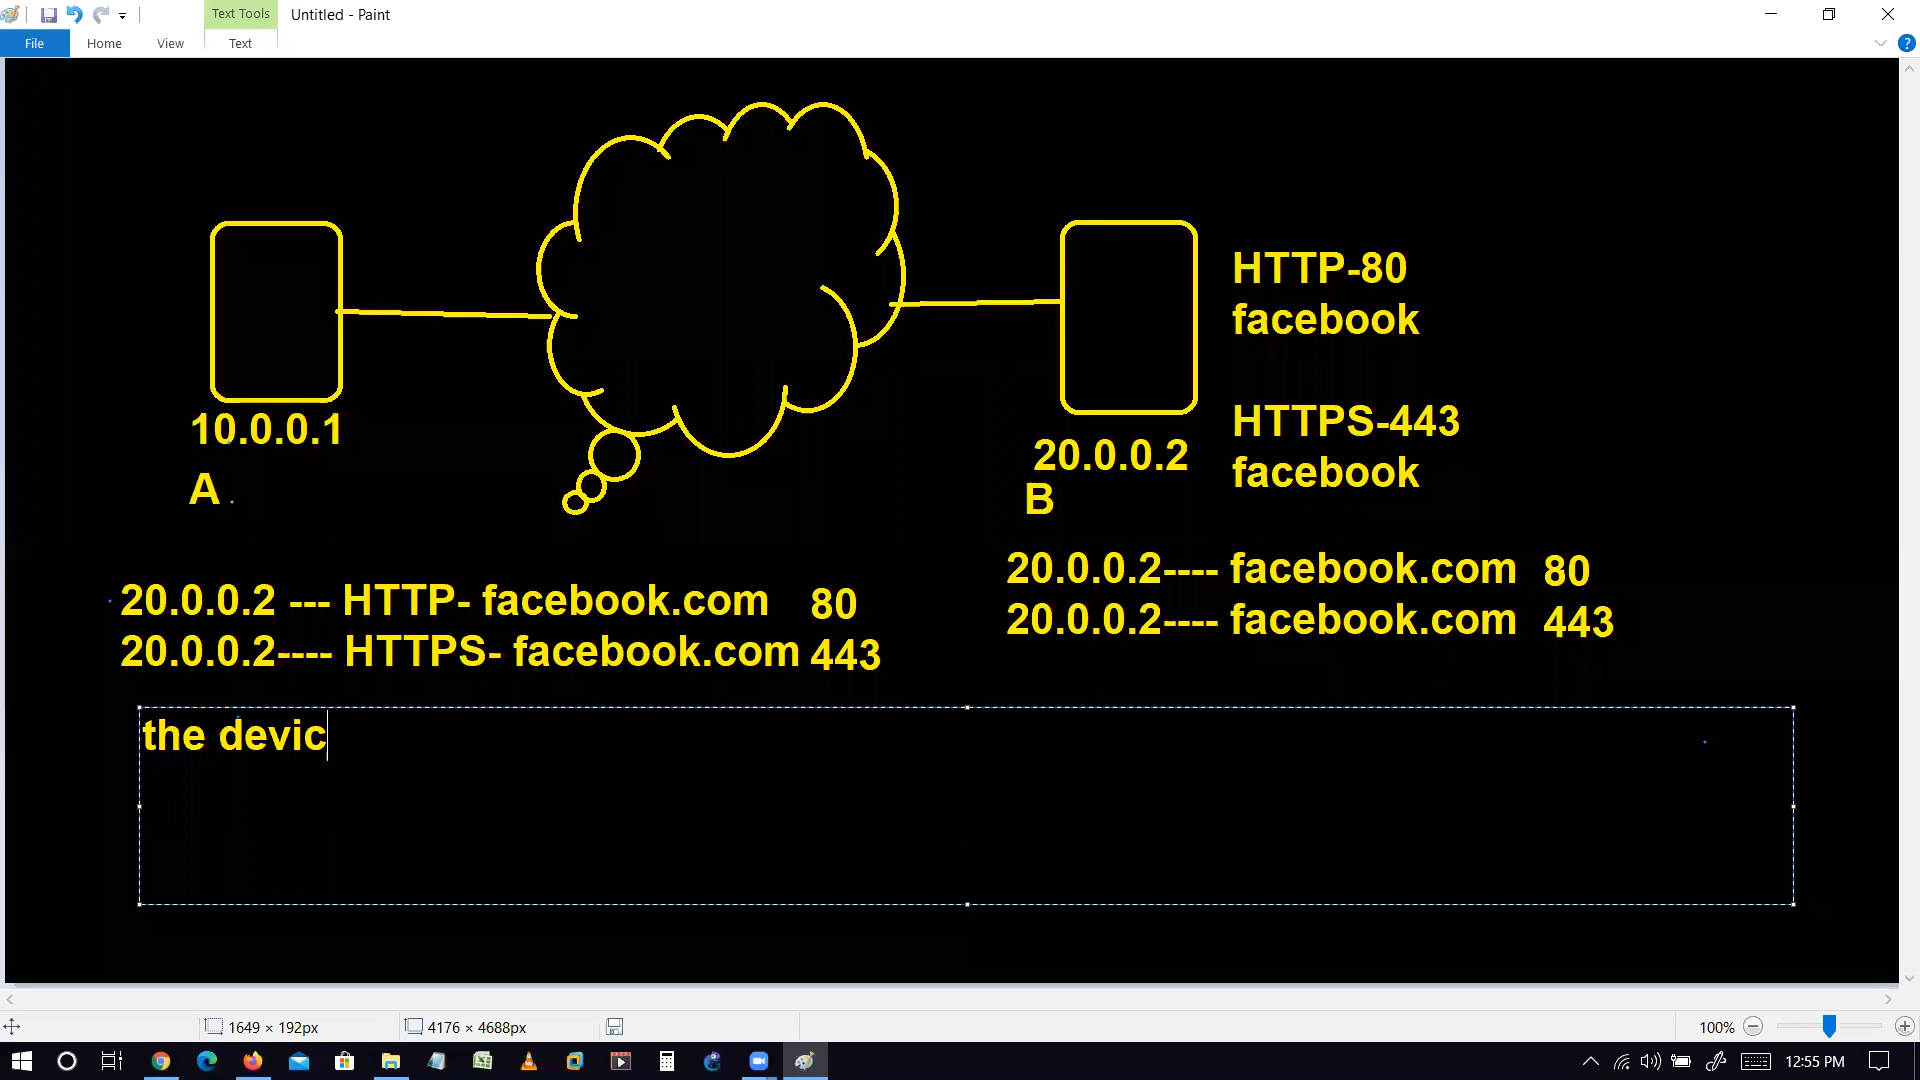 Text Tools
Untitled - Paint
File
Home
View
Text
HTTP-80
facebook
HTTPS-443
facebook
10.0.0.1
A
20.0.0.2
B
20.0.0.2 --- HTTP- facebook.com 80
20.0.0.2---- HTTPS- facebook.com 443
20.0.0.2---- facebook.com 80
20.0.0.2---- facebook.com 443
the devic
1649 × 192px
4176 × 4688px
100%
12:55 PM